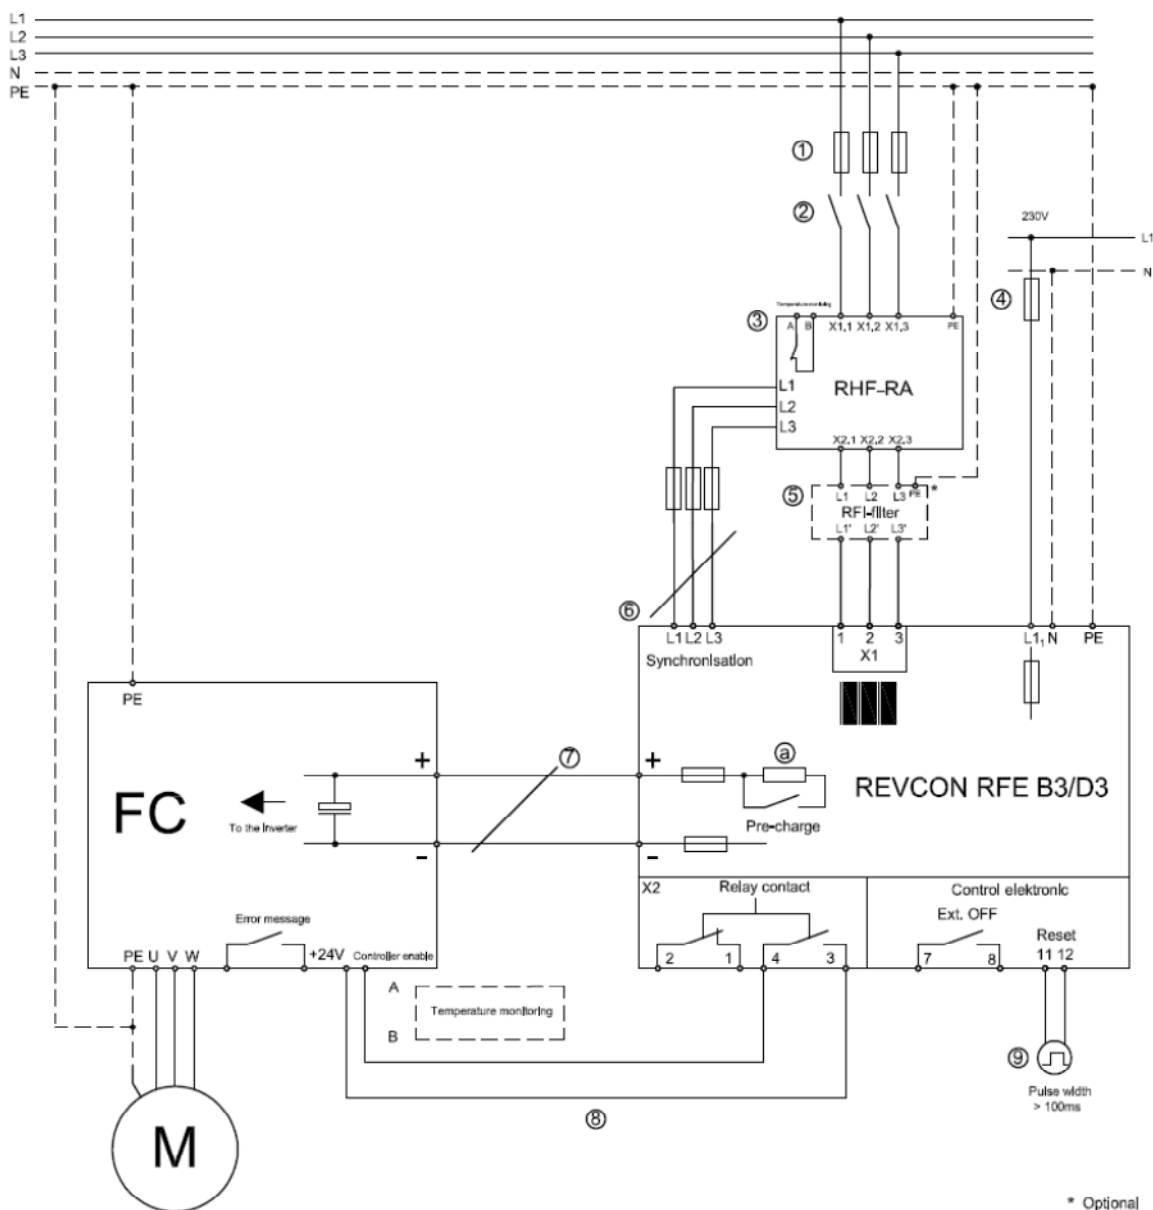 L1
L2
L3
N
PE
①
②
230V
L1
N
④
Temperature monitoring
③
A B X1.1 X1.2 X1.3 PE
RHF-RA
L1
L2
L3
X2.1 X2.2 X2.3
⑤
L1 L2 L3 PE *
RFI-filter
L1' L2' L3'
⑥
L1 L2 L3
Synchronisation
1 2 3
X1
L1₁ N PE
PE
+
⑦
+
ⓐ
REVCON RFE B3/D3
FC
To the inverter
Pre-charge
-
-
X2
Relay contact
Control elektronic
Ext. OFF
Reset
2 1 4 3
7 8 11 12
Error message
PE U V W
+24V Controller enable
A
Temperature monitoring
B
⑨
Pulse width
> 100ms
⑧
M
* Optional